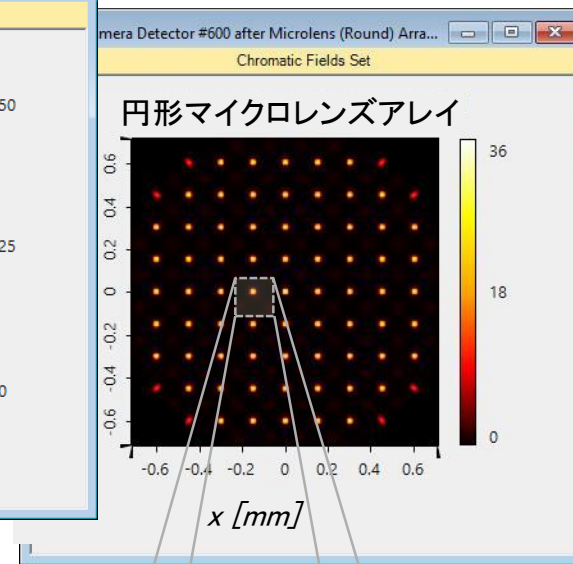 50
25
0
mera Detector #600 after Microlens (Round) Arra...
Chromatic Fields Set
円形マイクロレンズアレイ
0.6
0.4
0.2
0
-0.2
-0.4
-0.6
-0.6 -0.4 -0.2 0 0.2 0.4 0.6
x [mm]
36
18
0